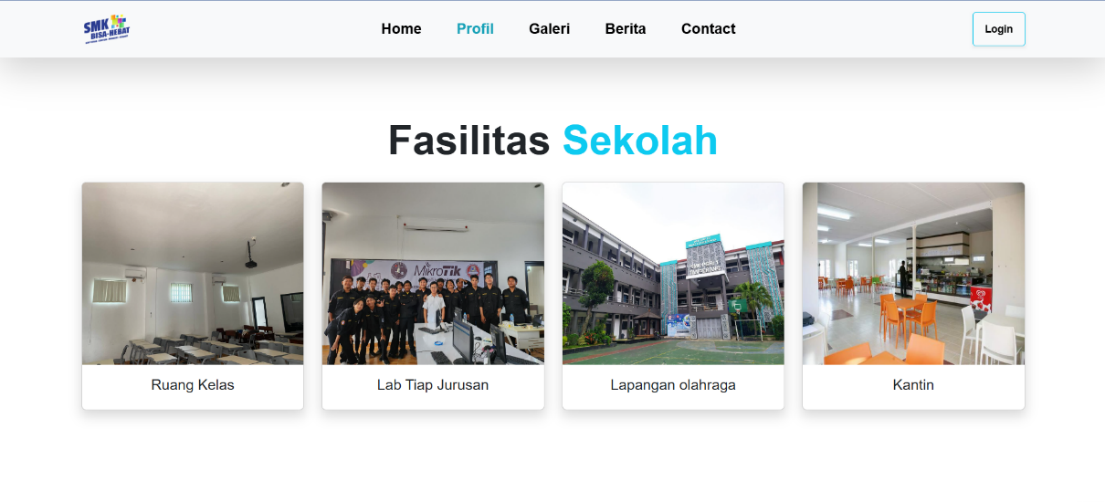 SMK
BISA-HEBAT
Home Profil Galeri Berita Contact Login
Fasilitas Sekolah
MikroTik
Ruang Kelas Lab Tiap Jurusan Lapangan olahraga Kantin